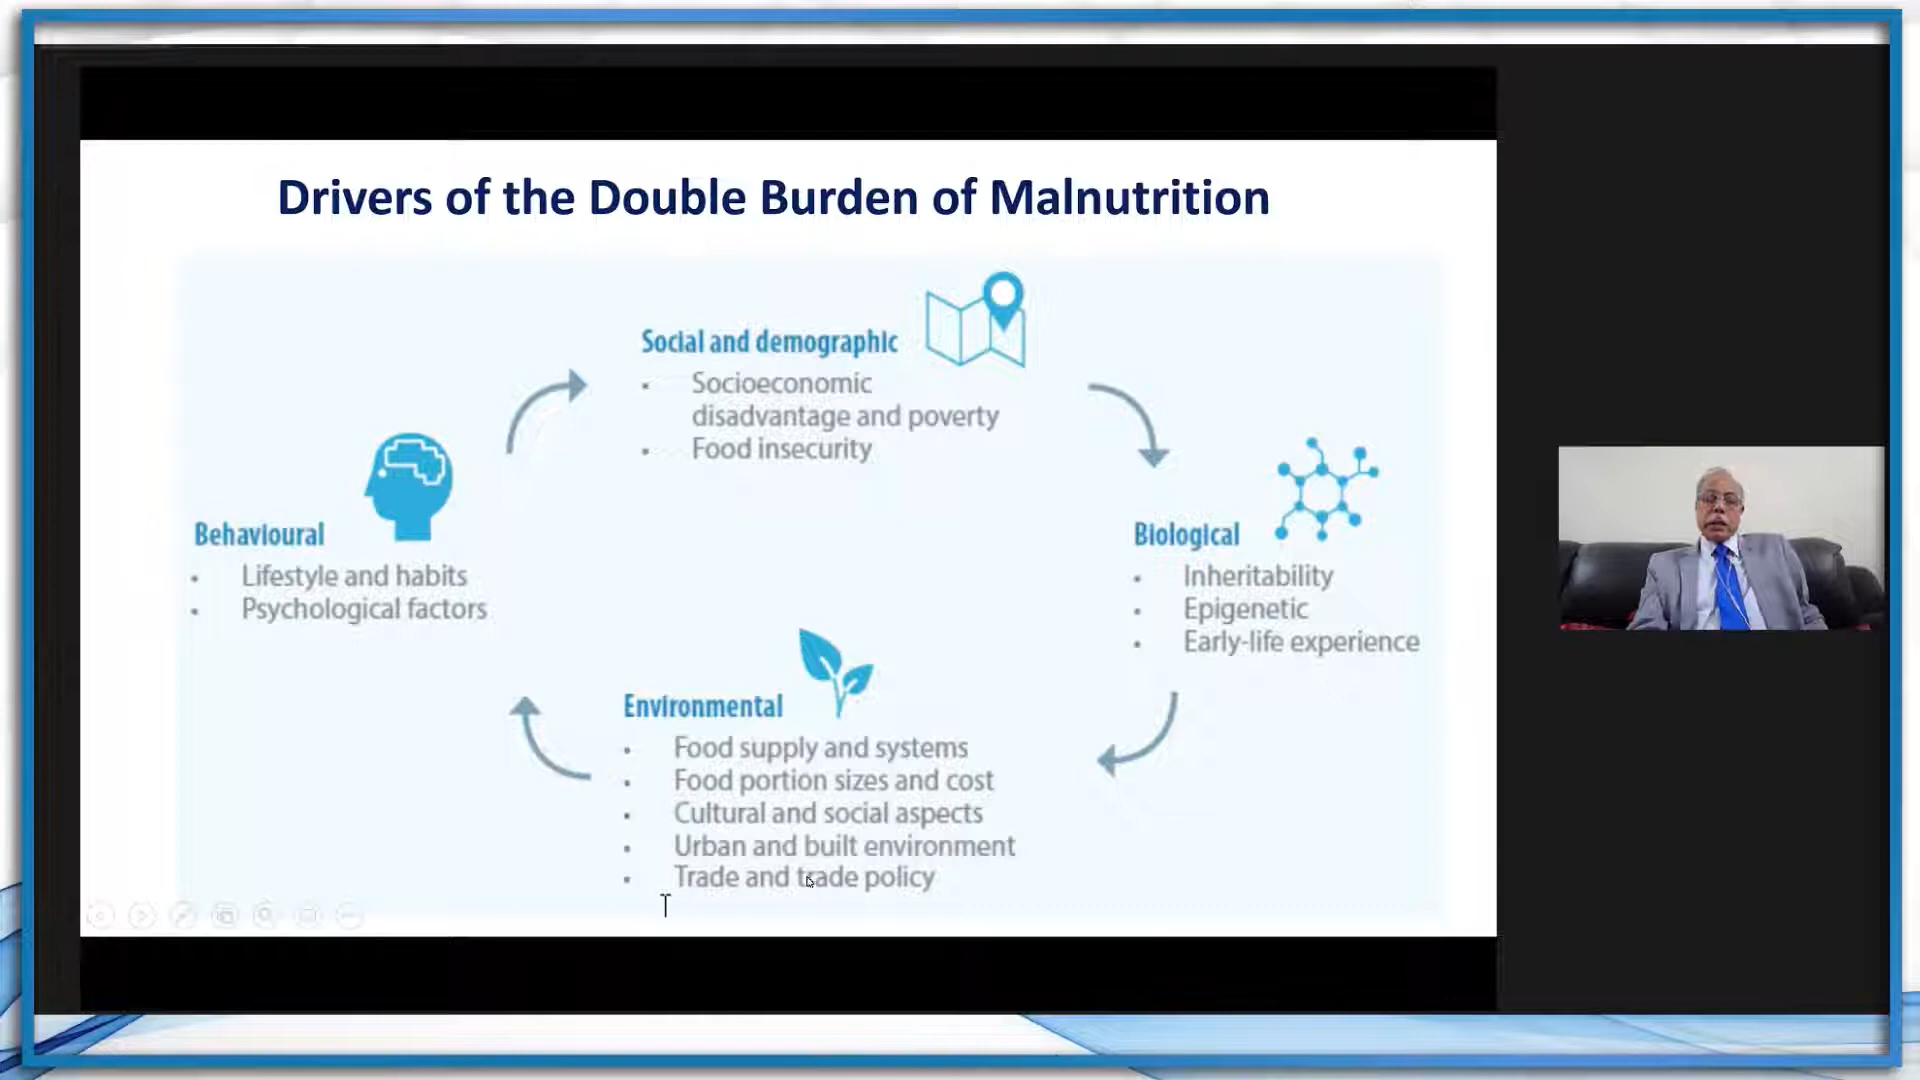 Drivers of the Double Burden of Malnutrition
Social and demographic
• Socioeconomic
disadvantage and poverty
• Food insecurity
Behavioural
• Lifestyle and habits
• Psychological factors
Biological
• Inheritability
• Epigenetic
• Early-life experience
Environmental
• Food supply and systems
• Food portion sizes and cost
• Cultural and social aspects
• Urban and built environment
• Trade and trade policy